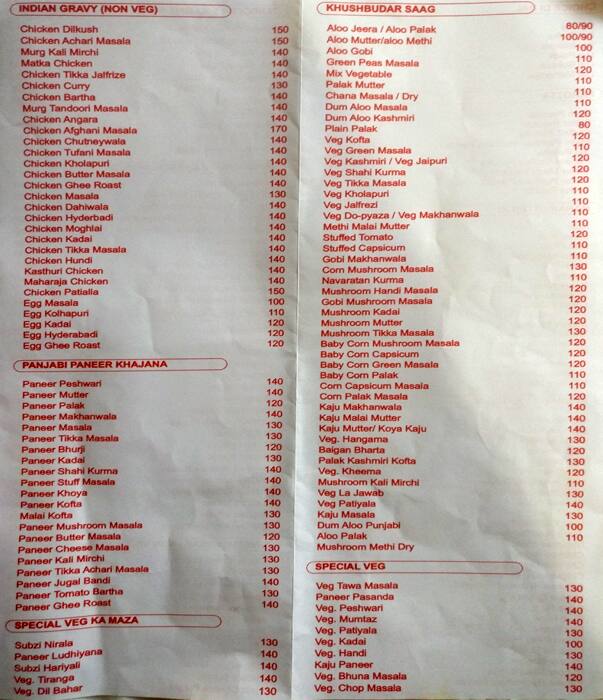 INDIAN GRAVY (NON VEG)
Chicken Dilkush 150
Chicken Achari Masala 150
Murg Kali Mirchi 140
Matka Chicken 140
Chicken Tikka Jalfrize 140
Chicken Curry 130
Chicken Bartha 140
Murg Tandoori Masala 140
Chicken Angara 140
Chicken Afghani Masala 170
Chicken Chutneywala 140
Chicken Tufani Masala 140
Chicken Kholapuri 140
Chicken Butter Masala 140
Chicken Ghee Roast 140
Chicken Masala 130
Chicken Dahiwala 140
Chicken Hyderbadi 140
Chicken Moghlai 140
Chicken Kadai 140
Chicken Tikka Masala 140
Chicken Hundi 140
Kasthuri Chicken 140
Maharaja Chicken 140
Chicken Patialla 150
Egg Masala 100
Egg Kolhapuri 110
Egg Kadai 120
Egg Hyderabadi 120
Egg Ghee Roast 120
PANJABI PANEER KHAJANA
Paneer Peshwari 140
Paneer Mutter 140
Paneer Palak 120
Paneer Makhanwala 140
Paneer Masala 130
Paneer Tikka Masala 130
Paneer Bhurji 120
Paneer Kadai 130
Paneer Shahi Kurma 140
Paneer Stuff Masala 140
Paneer Khoya 140
Paneer Kofta 140
Malai Kofta 130
Paneer Mushroom Masala 130
Paneer Butter Masala 120
Paneer Cheese Masala 130
Paneer Kali Mirchi 130
Paneer Tikka Achari Masala 130
Paneer Jugal Bandi 140
Paneer Tomato Bartha 130
Paneer Ghee Roast 140
SPECIAL VEG KA MAZA
Subzi Nirala 130
Paneer Ludhiyana 140
Subzi Hariyali 140
Veg. Tiranga 140
Veg. Dil Bahar 130
KHUSHBUDAR SAAG
Aloo Jeera / Aloo Palak 80/90
Aloo Mutter/aloo Methi 100/90
Aloo Gobi 100
Green Peas Masala 110
Mix Vegetable 120
Palak Mutter 110
Chana Masala / Dry 110
Dum Aloo Masala 110
Dum Aloo Kashmiri 120
Plain Palak 80
Veg Kofta 120
Veg Green Masala 110
Veg Kashmiri / Veg Jaipuri 120
Veg Shahi Kurma 120
Veg Tikka Masala 120
Veg Kholapuri 110
Veg Jalfrezi 110
Veg Do-pyaza / Veg Makhanwala 110
Methi Malai Mutter 110
Stuffed Tomato 120
Stuffed Capsicum 110
Gobi Makhanwala 120
Corn Mushroom Masala 130
Navaratan Kurma 120
Mushroom Handi Masala 120
Gobi Mushroom Masala 120
Mushroom Kadai 120
Mushroom Mutter 120
Mushroom Tikka Masala 130
Baby Corn Mushroom Masala 120
Baby Corn Capsicum 120
Baby Corn Green Masala 120
Baby Corn Palak 110
Corn Capsicum Masala 110
Corn Palak Masala 120
Kaju Makhanwala 140
Kaju Malai Mutter 140
Kaju Mutter/ Koya Kaju 140
Veg. Hangama 130
Baigan Bharta 120
Palak Kashmiri Kofta 130
Veg. Kheema 120
Mushroom Kali Mirchi 110
Veg La Jawab 130
Veg Patiyala 140
Kaju Masala 130
Dum Aloo Punjabi 100
Aloo Palak 110
Mushroom Methi Dry
SPECIAL VEG
Veg Tawa Masala 130
Paneer Pasanda 140
Veg. Peshwari 140
Veg. Mumtaz 140
Veg. Patiyala 130
Veg. Kadai 100
Veg. Handi 130
Kaju Paneer 140
Veg. Bhuna Masala 120
Veg. Chop Masala 130